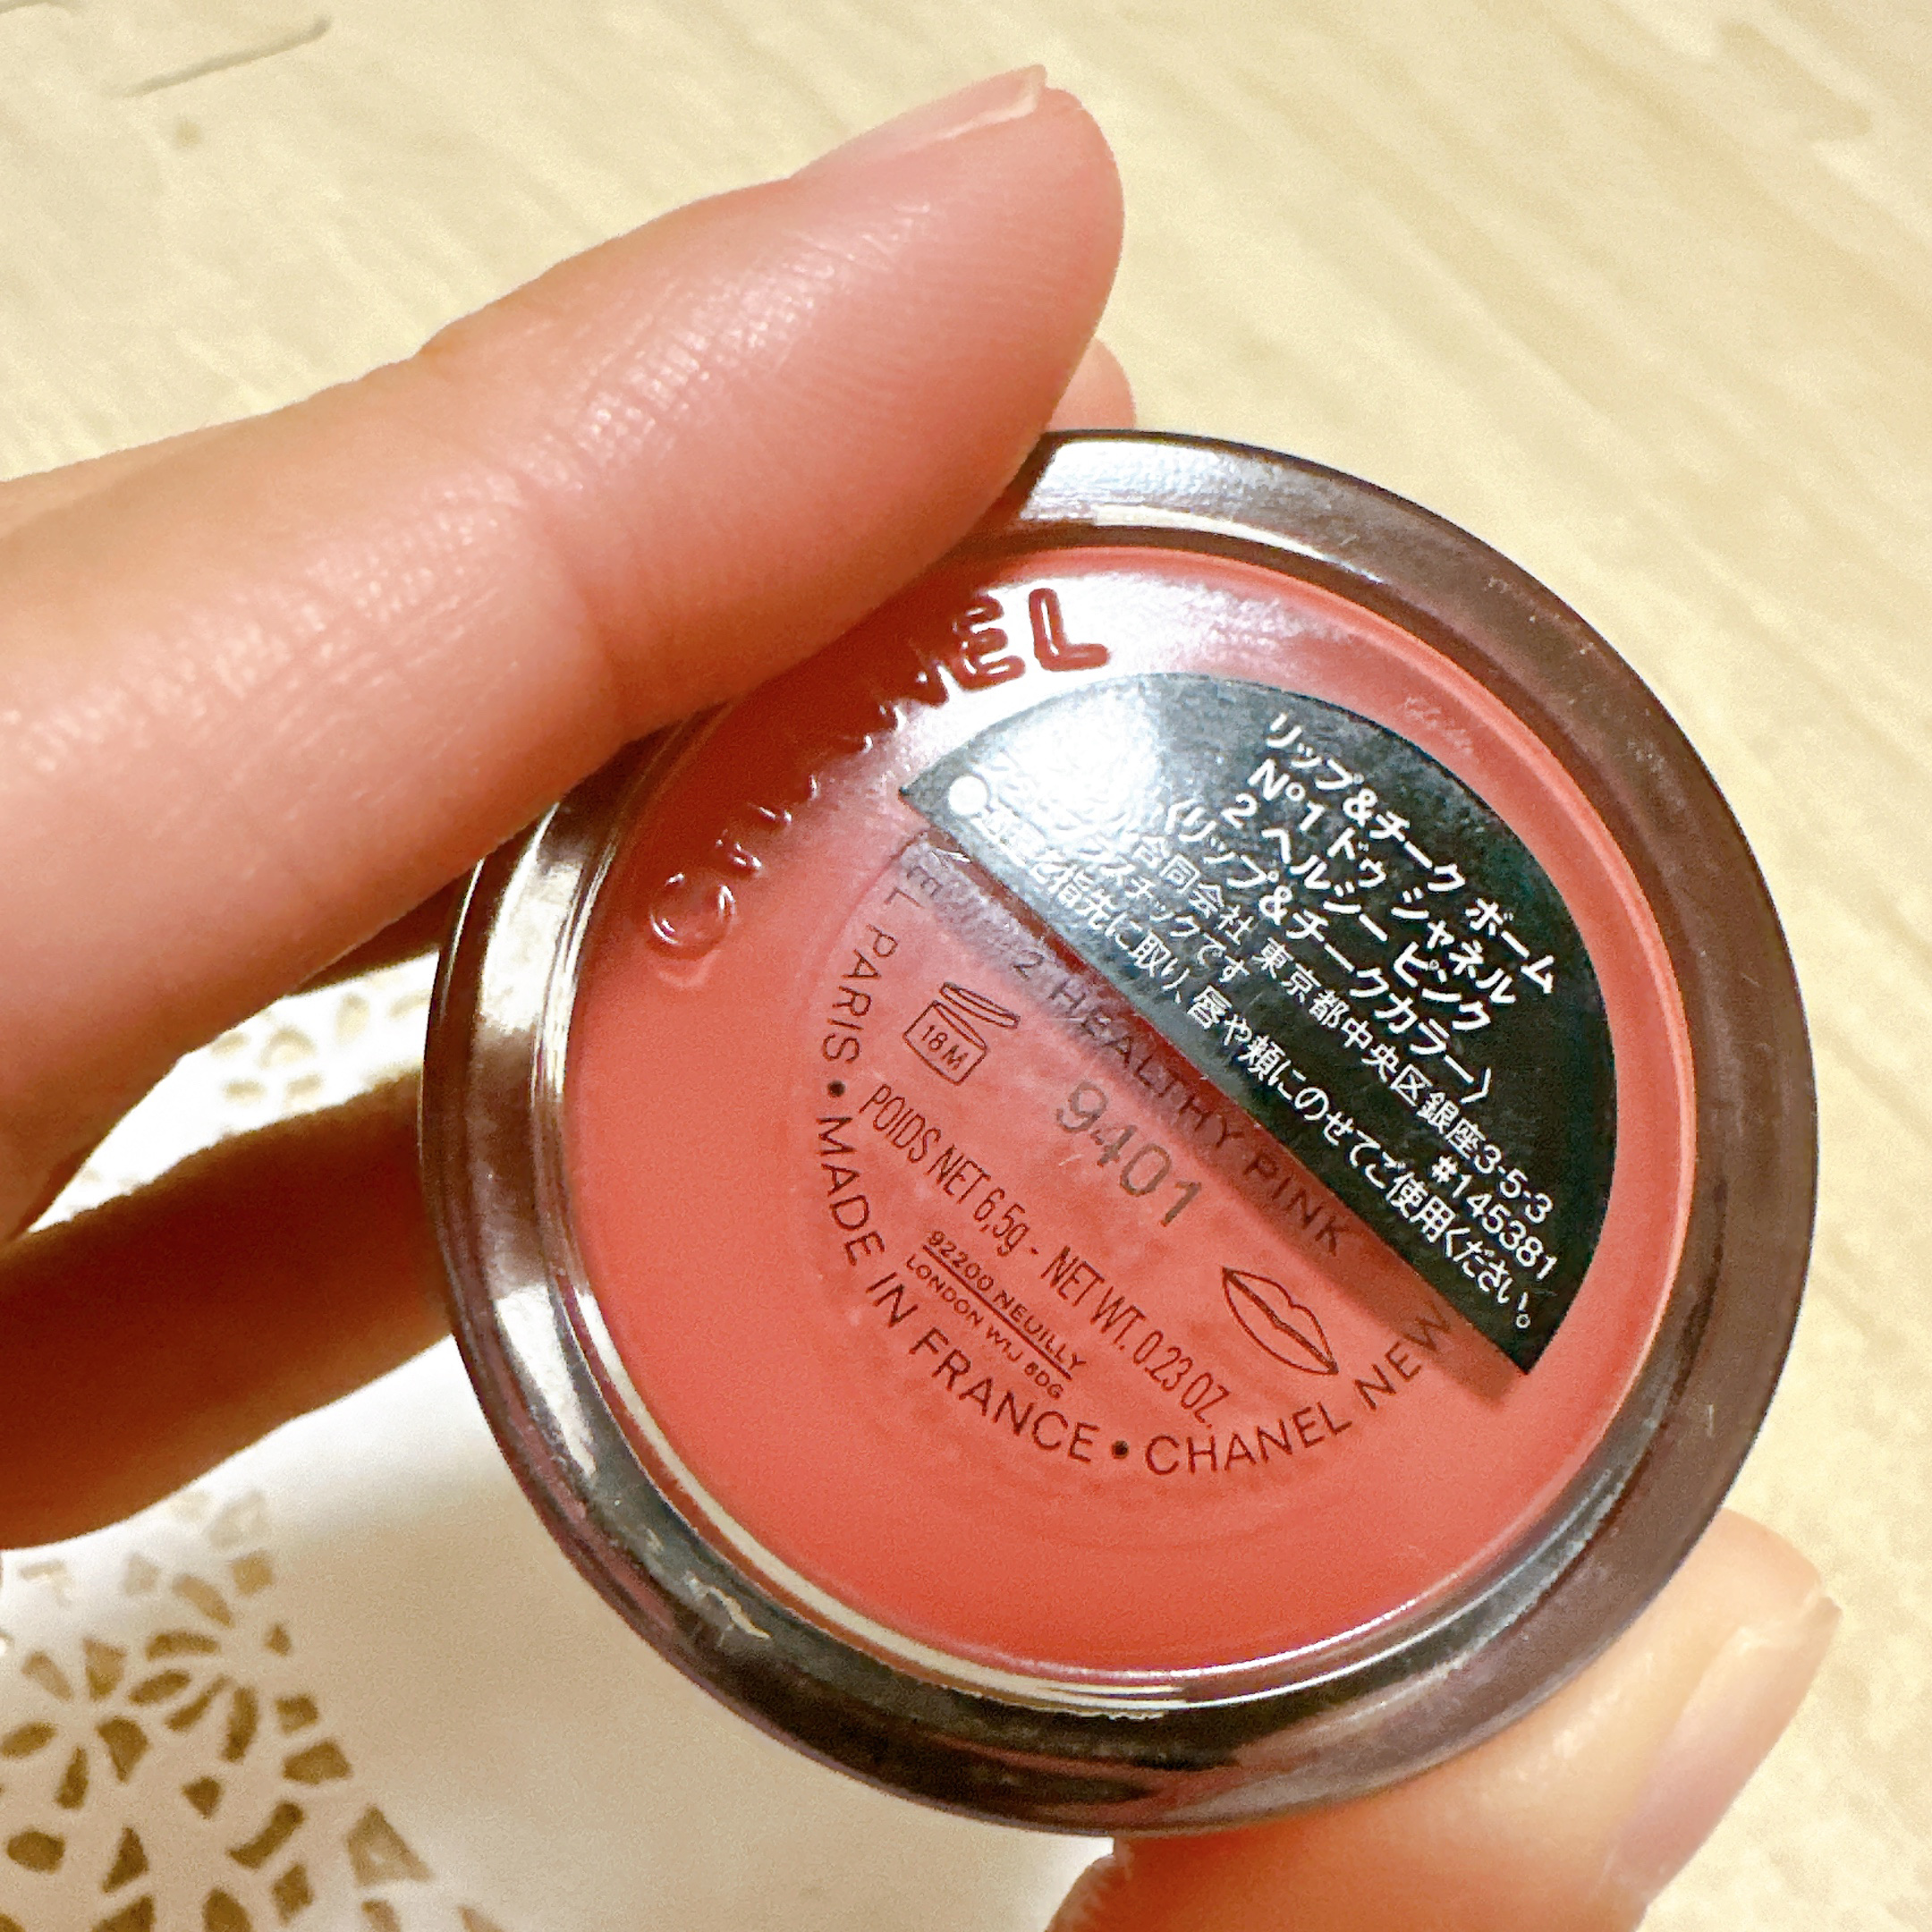 CHANEL
リップ&チーク ボーム
N°1 ドゥ シャネル
2 ヘルシー ピンク
〈リップ&チークカラー〉
合同会社 東京都中央区銀座3-5-3
プラスチックです #145381
●適量を指先に取り、唇や頬にのせてご使用ください。
2 HEALTHY PINK
18M
9401
POIDS NET 6,5g - NET WT. 0.23 OZ.
92200 NEUILLY
LONDON W1J 6DG
PARIS • MADE IN FRANCE • CHANEL NEW